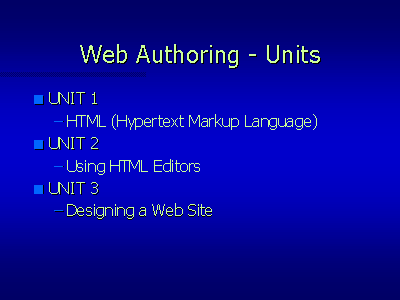 Web Authoring - Units
UNIT 1
– HTML (Hypertext Markup Language)
UNIT 2
– Using HTML Editors
UNIT 3
– Designing a Web Site